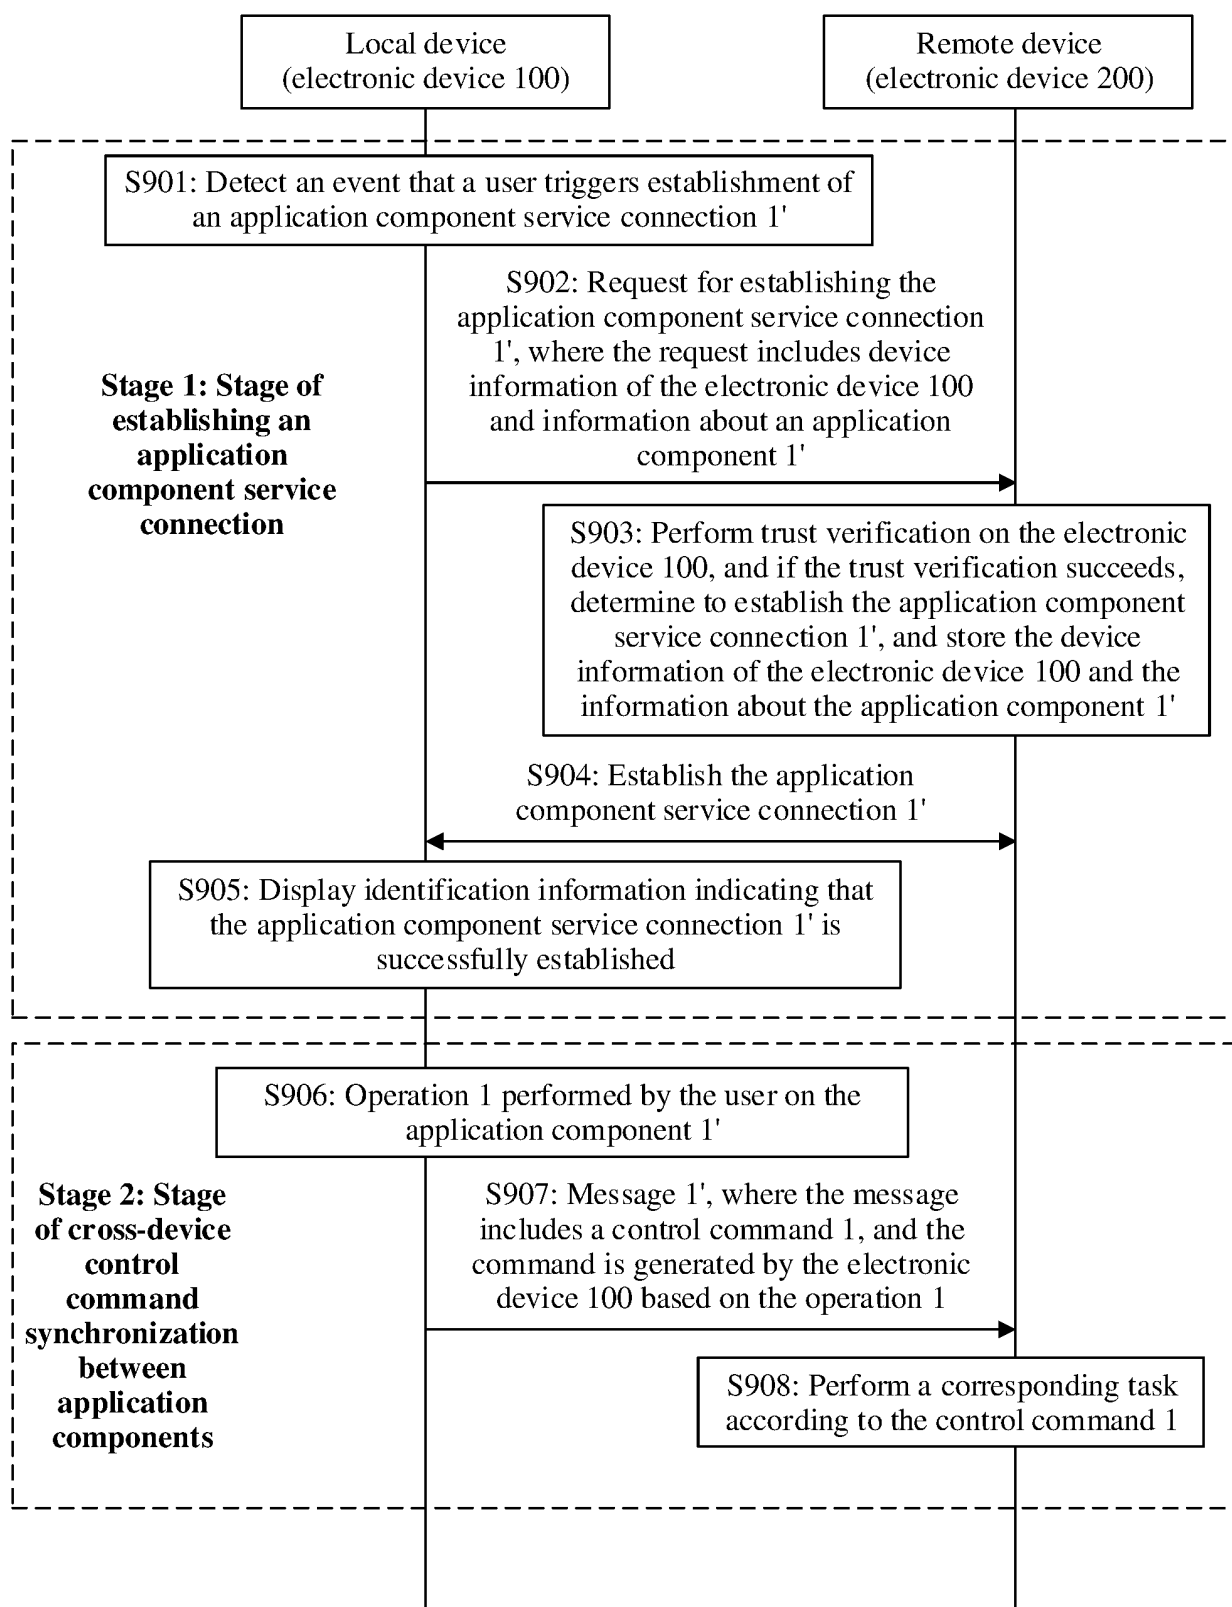 Local device
(electronic device 100)
Remote device
(electronic device 200)
S901: Detect an event that a user triggers establishment of
an application component service connection 1'
S902: Request for establishing the
application component service connection
1', where the request includes device
information of the electronic device 100
and information about an application
component 1'
Stage 1: Stage of
establishing an
application
component service
connection
S903: Perform trust verification on the electronic
device 100, and if the trust verification succeeds,
determine to establish the application component
service connection 1', and store the device
information of the electronic device 100 and the
information about the application component 1'
S904: Establish the application
component service connection 1'
S905: Display identification information indicating that
the application component service connection 1' is
successfully established
S906: Operation 1 performed by the user on the
application component 1'
Stage 2: Stage
of cross-device
control
command
synchronization
between
application
components
S907: Message 1', where the message
includes a control command 1, and the
command is generated by the electronic
device 100 based on the operation 1
S908: Perform a corresponding task
according to the control command 1